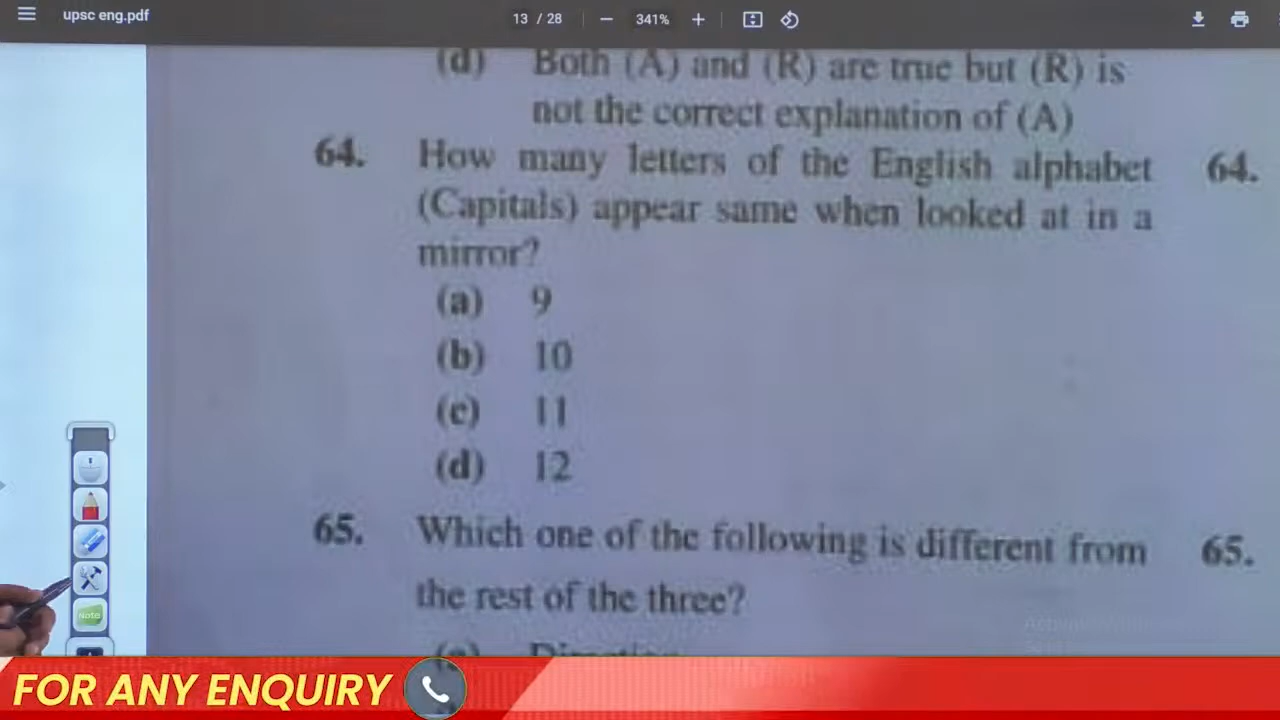 upsc eng.pdf
13 / 28
341%
(d) Both (A) and (R) are true but (R) is
not the correct explanation of (A)
64. How many letters of the English alphabet 64.
(Capitals) appear same when looked at in a
mirror?
(a) 9
(b) 10
(c) 11
(d) 12
65. Which one of the following is different from 65.
the rest of the three?
Note
FOR ANY ENQUIRY